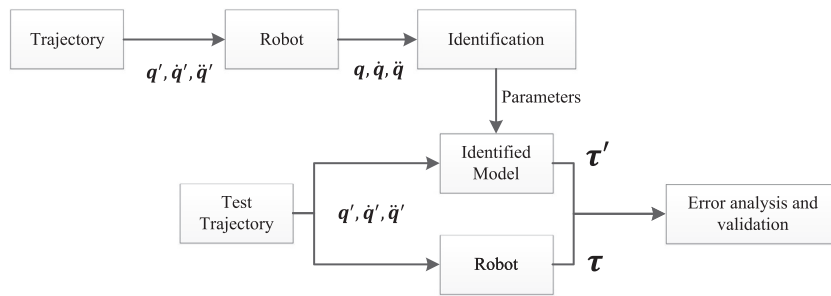 Trajectory
Robot
Identification
q′, q̇′, q̈′
q, q̇, q̈
Parameters
Identified
Model
τ′
Test
Trajectory
q′, q̇′, q̈′
Error analysis and
validation
Robot
τ